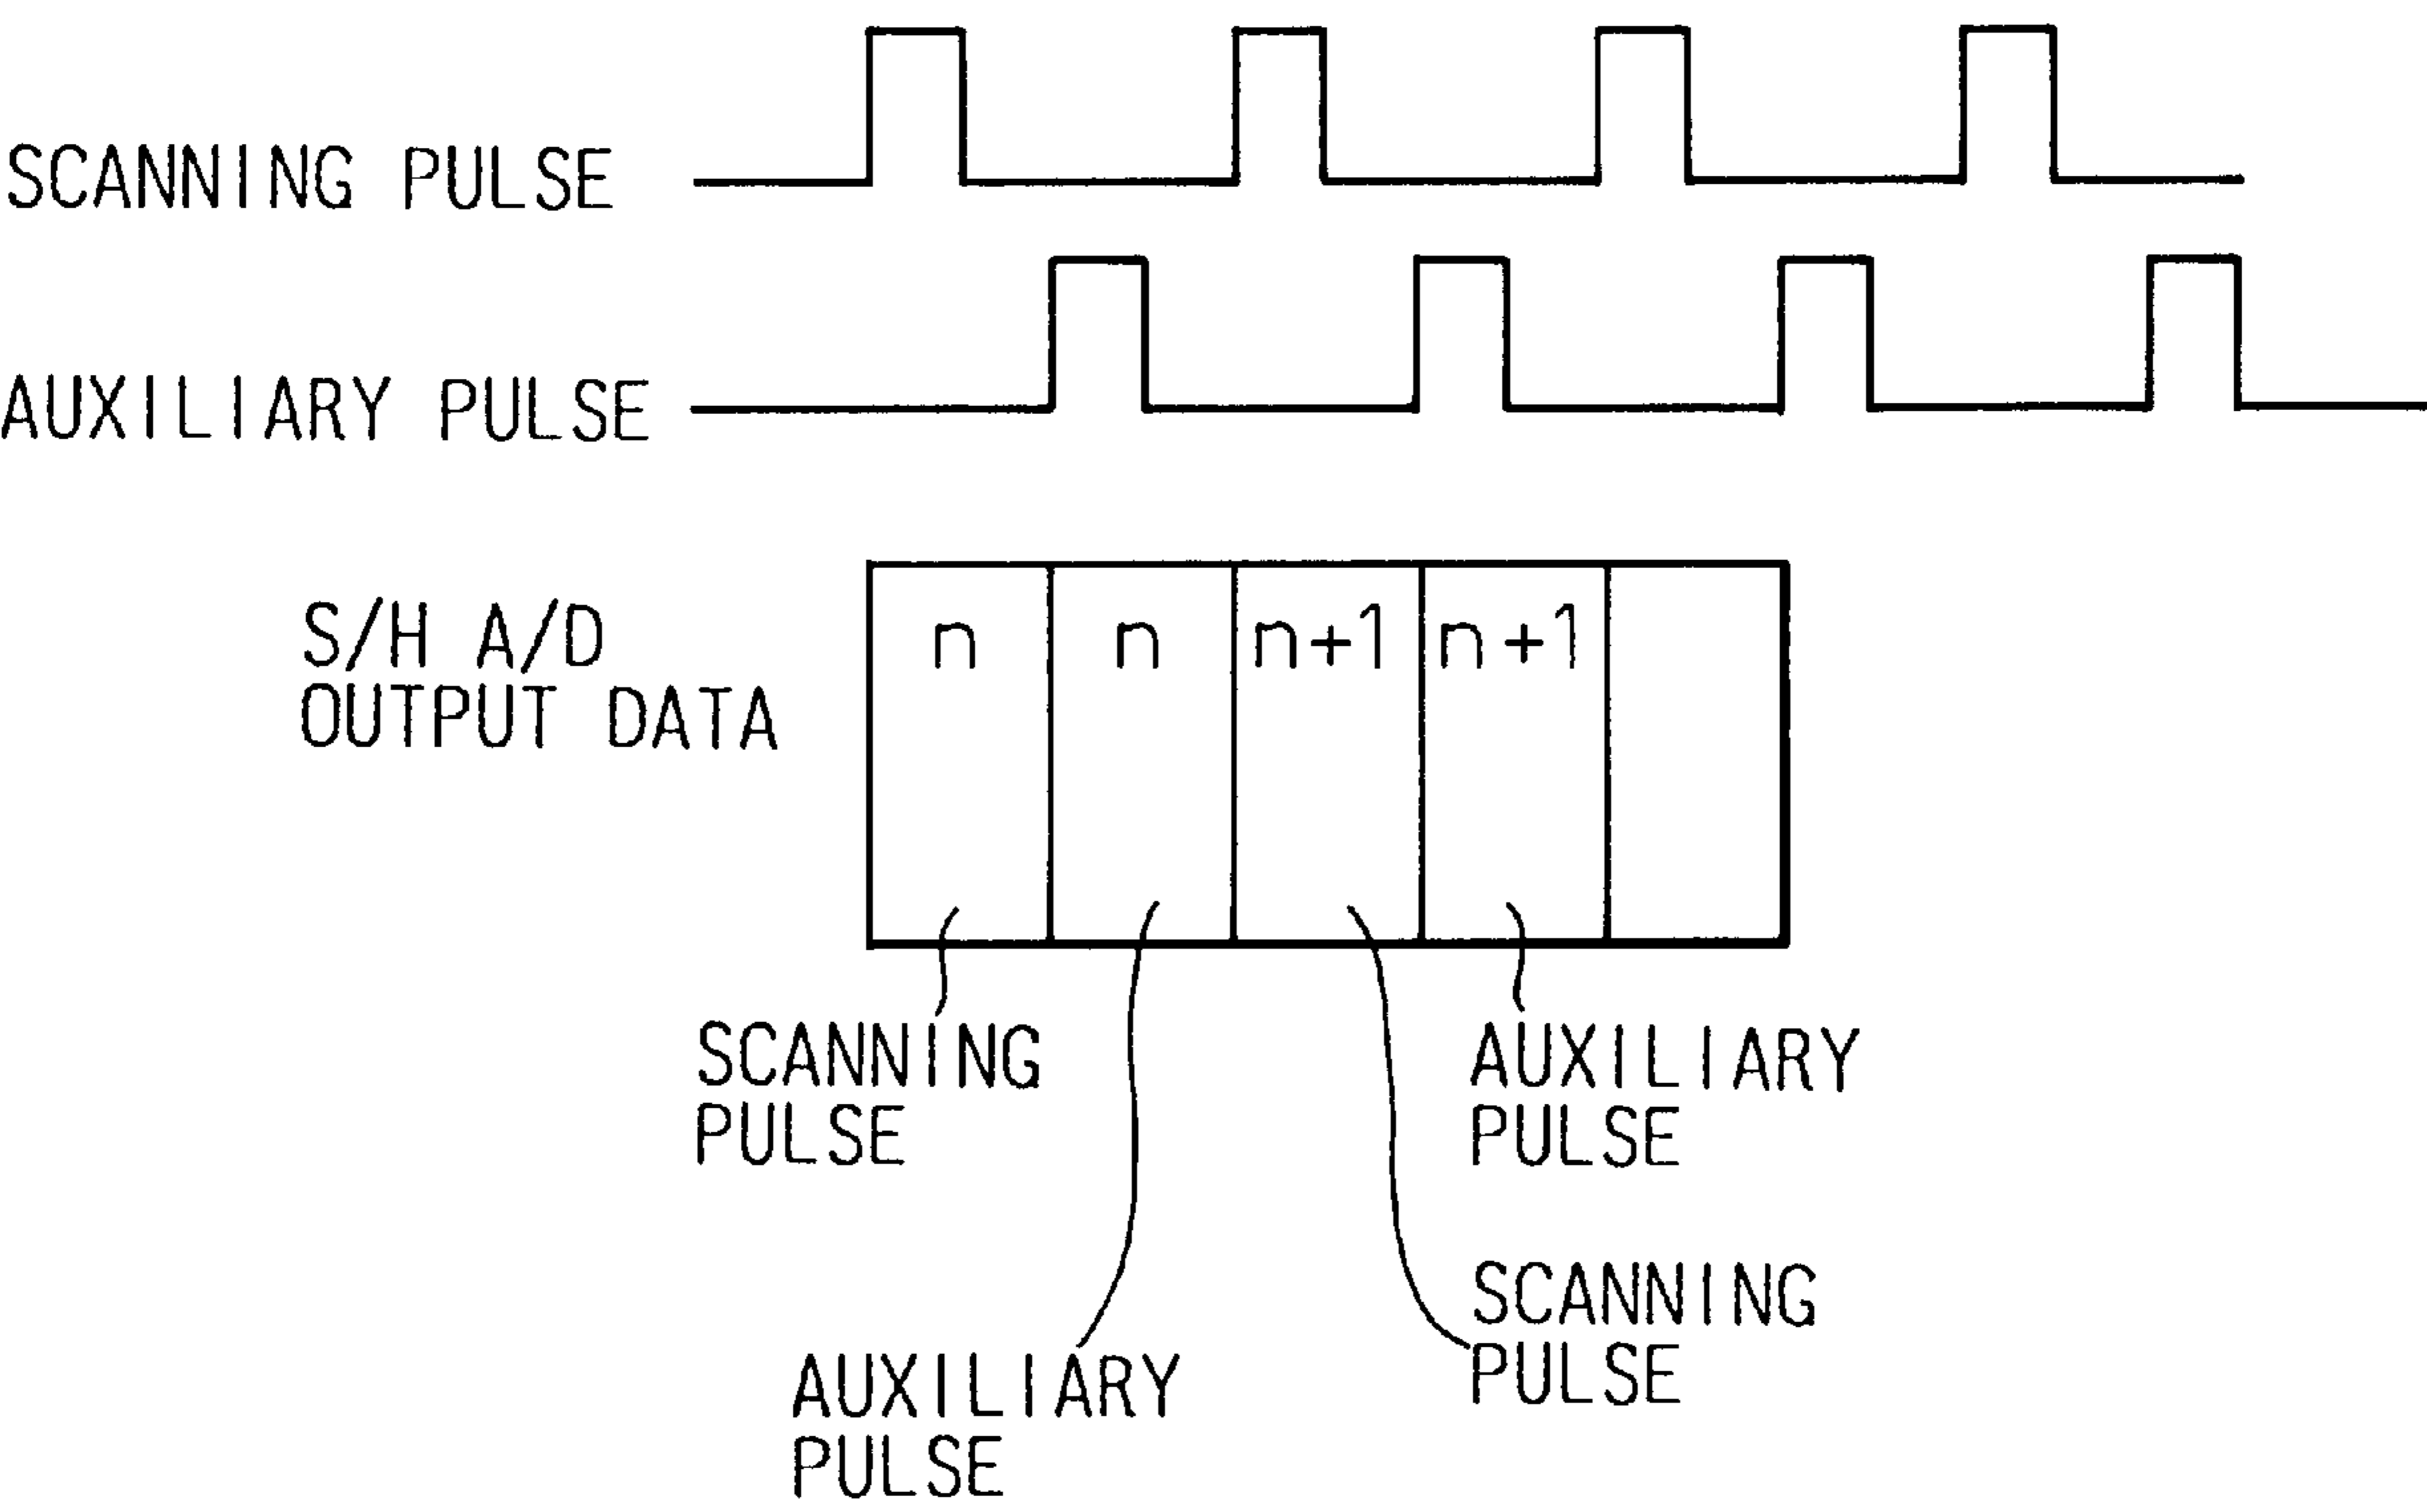 SCANNING PULSE
AUXILIARY PULSE
S/H A/D
OUTPUT DATA
n n n+1 n+1
SCANNING
PULSE
AUXILIARY
PULSE
AUXILIARY
PULSE
SCANNING
PULSE